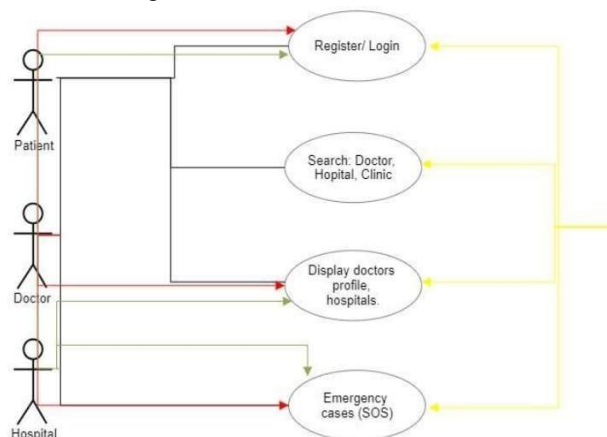 Register/ Login
Patient
Search: Doctor,
Hopital, Clinic
Doctor
Display doctors
profile,
hospitals.
Emergency
cases (SOS)
Hospital